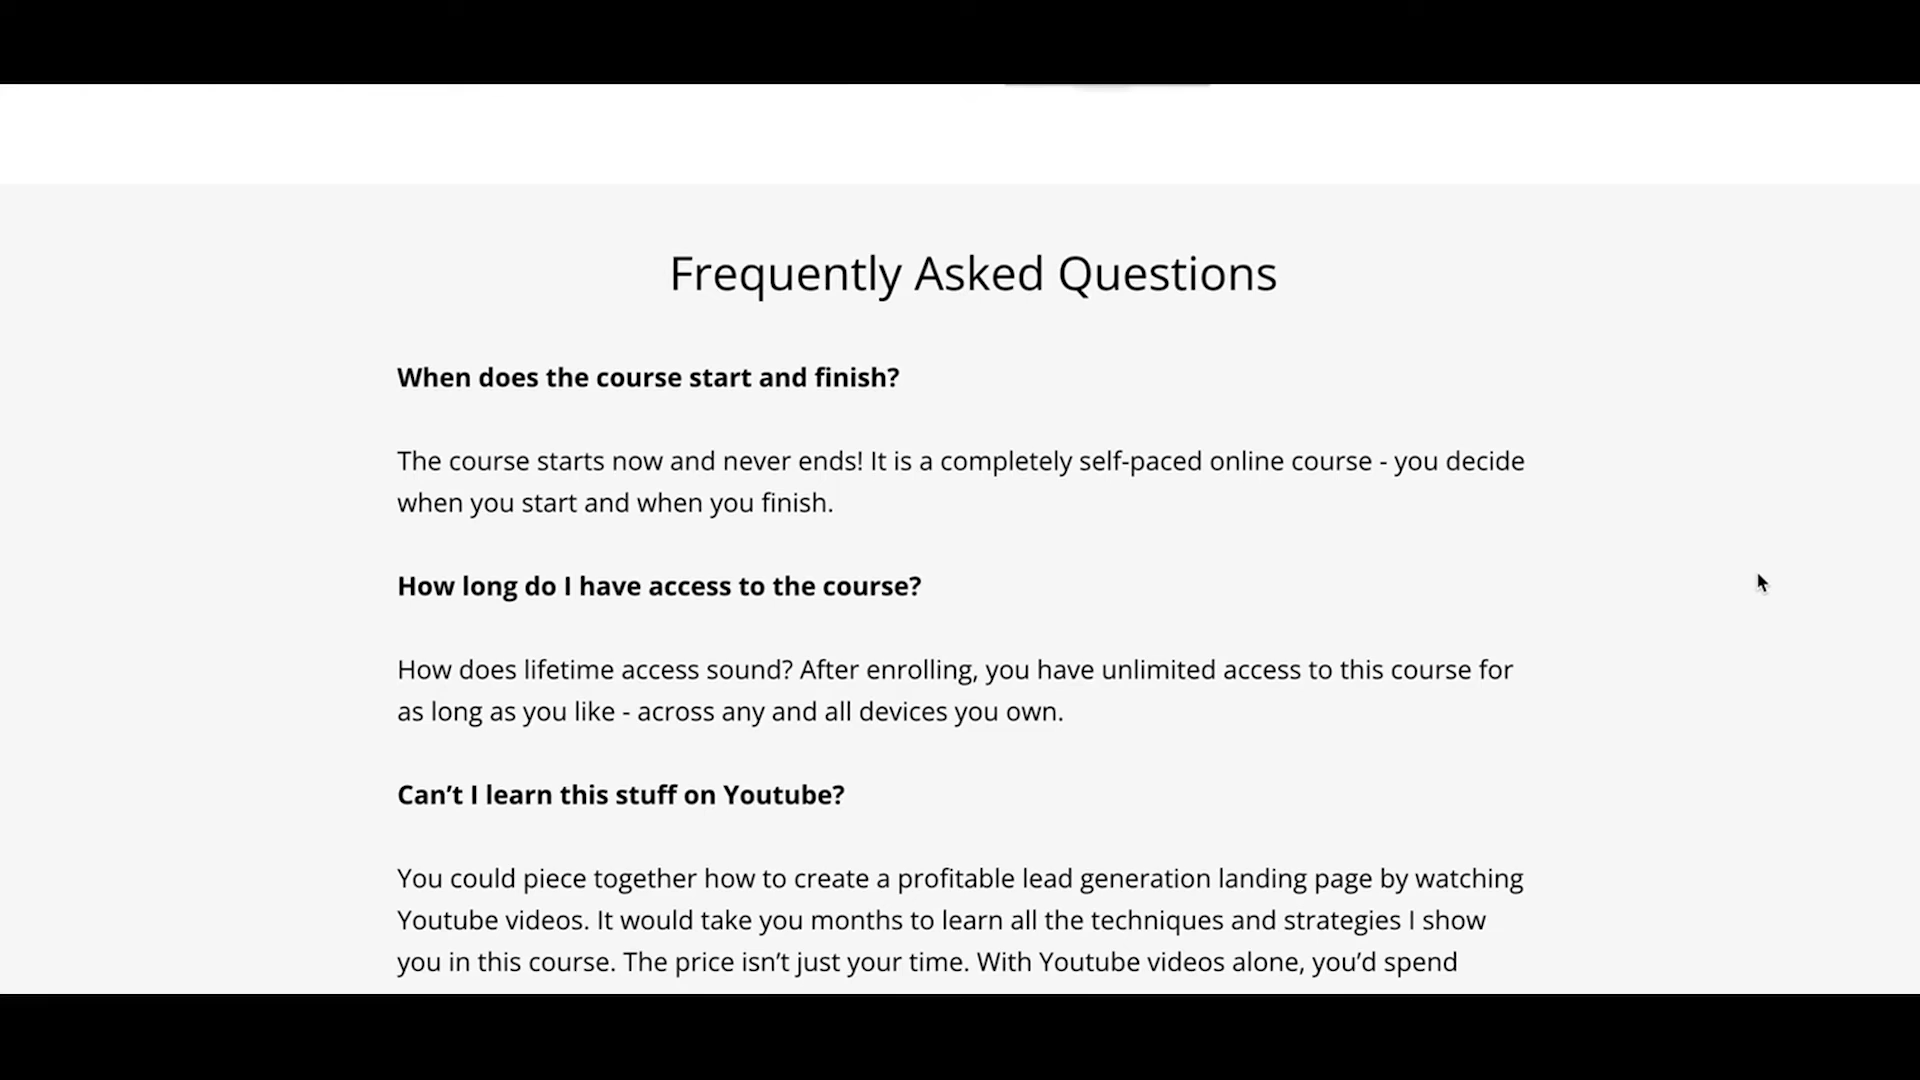 Frequently Asked Questions
When does the course start and finish?
The course starts now and never ends! It is a completely self-paced online course - you decide
when you start and when you finish.
How long do I have access to the course?
How does lifetime access sound? After enrolling, you have unlimited access to this course for
as long as you like - across any and all devices you own.
Can’t I learn this stuff on Youtube?
You could piece together how to create a profitable lead generation landing page by watching
Youtube videos. It would take you months to learn all the techniques and strategies I show
you in this course. The price isn’t just your time. With Youtube videos alone, you’d spend